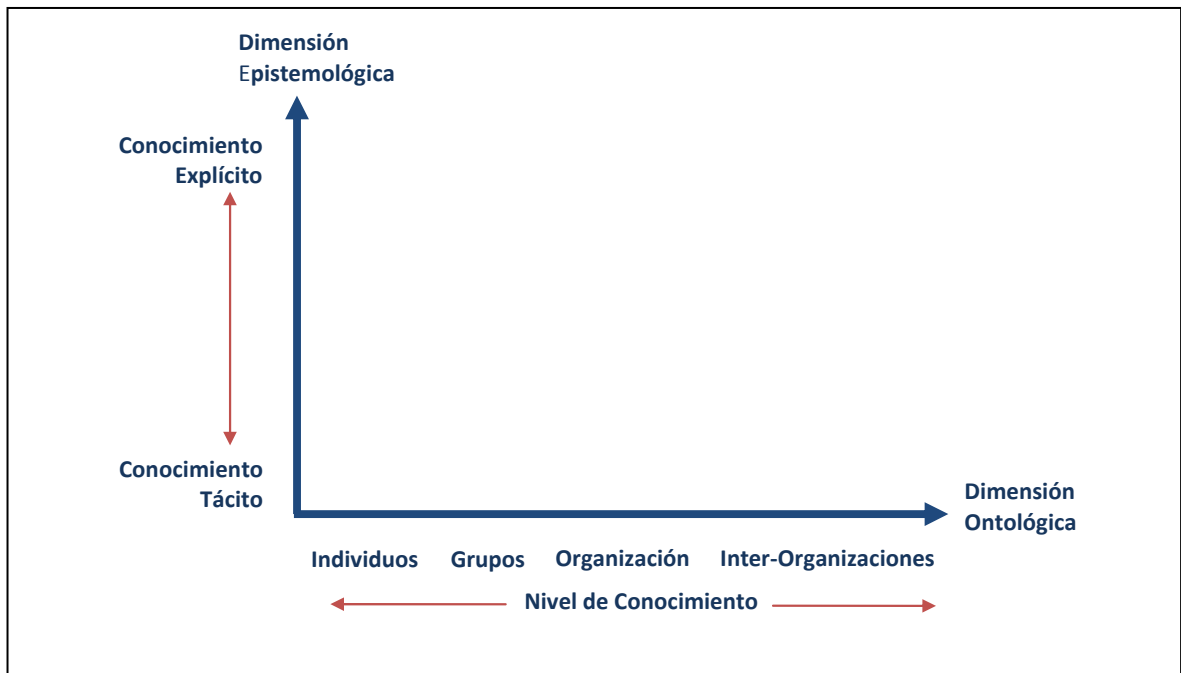 Dimensión
Epistemológica
Conocimiento
Explícito
Conocimiento
Tácito
Dimensión
Ontológica
Individuos Grupos Organización Inter-Organizaciones
Nivel de Conocimiento